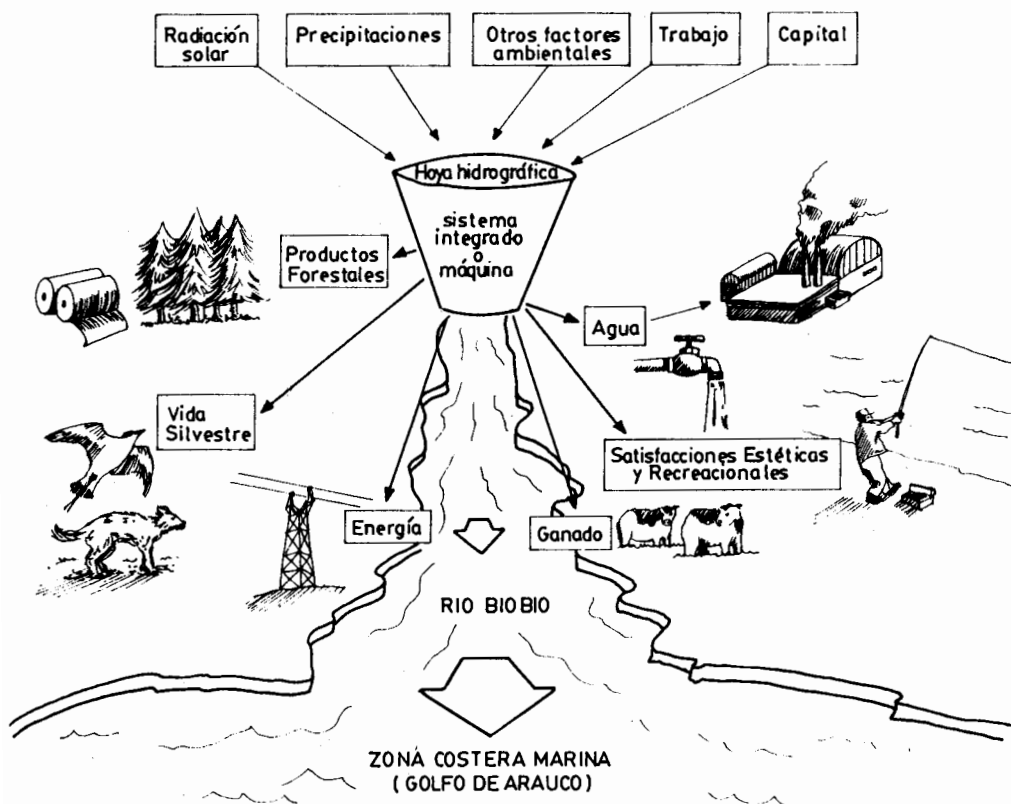 Radiación
solar
Precipitaciones
Otros factores
ambientales
Trabajo
Capital
Hoya hidrográfica
sistema
integrado
o
máquina
Productos
Forestales
Agua
Vida
Silvestre
Satisfacciones Estéticas
y Recreacionales
Energía
Ganado
RIO BIOBIO
ZONA COSTERA MARINA
(GOLFO DE ARAUCO)